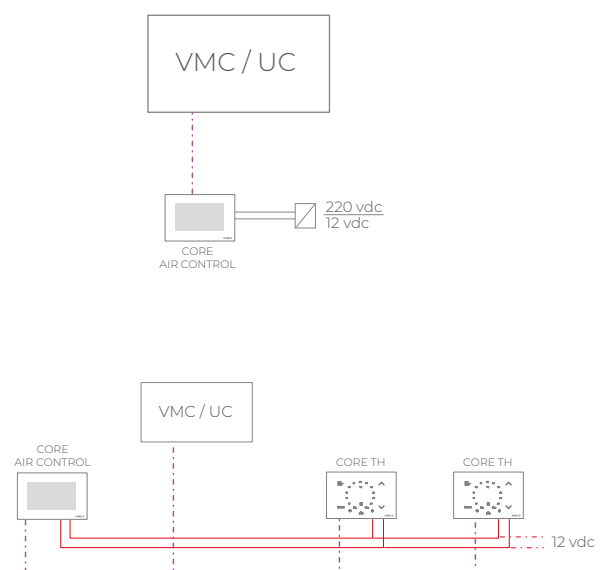 VMC / UC
220 vdc
12 vdc
CORE
AIR CONTROL
VMC / UC
CORE
AIR CONTROL
CORE TH
CORE TH
12 vdc